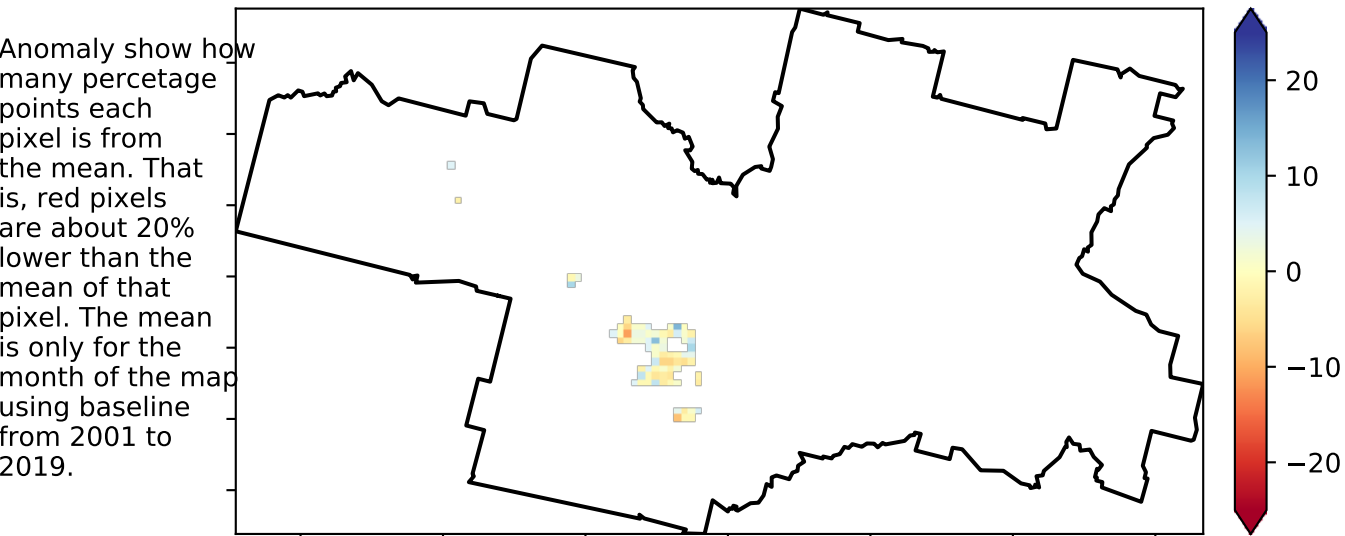 Anomaly show how
many percetage
points each
pixel is from
the mean. That
is, red pixels
are about 20%
lower than the
mean of that
pixel. The mean
is only for the
month of the map
using baseline
from 2001 to
2019.
20
10
0
−10
−20